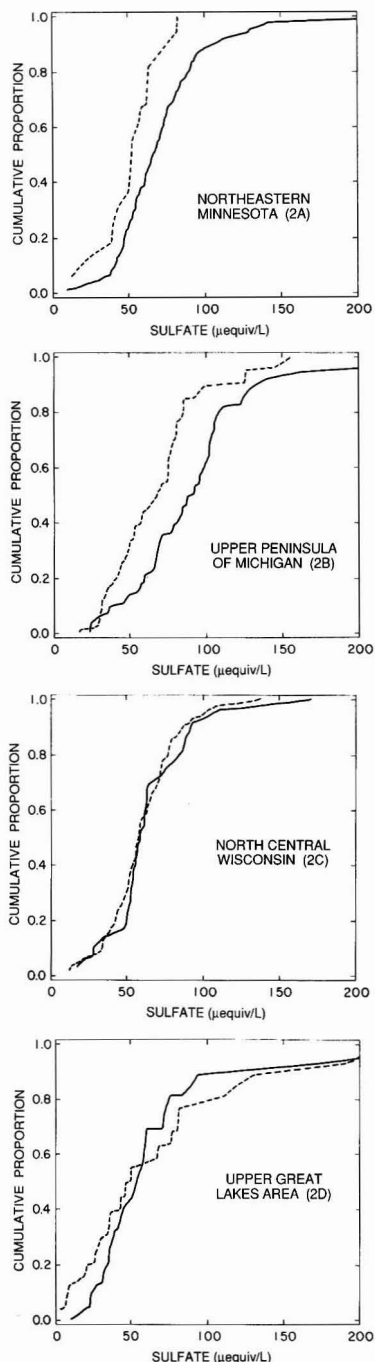 1.0
0.8
0.6
0.4
0.2
0.0
CUMULATIVE PROPORTION
NORTHEASTERN
MINNESOTA (2A)
0 50 100 150 200
SULFATE (µequiv/L)
1.0
0.8
0.6
0.4
0.2
0.0
CUMULATIVE PROPORTION
UPPER PENINSULA
OF MICHIGAN (2B)
0 50 100 150 200
SULFATE (µequiv/L)
1.0
0.8
0.6
0.4
0.2
0.0
CUMULATIVE PROPORTION
NORTH CENTRAL
WISCONSIN (2C)
0 50 100 150 200
SULFATE (µequiv/L)
1.0
0.8
0.6
0.4
0.2
0.0
CUMULATIVE PROPORTION
UPPER GREAT
LAKES AREA (2D)
0 50 100 150 200
SULFATE (µequiv/L)